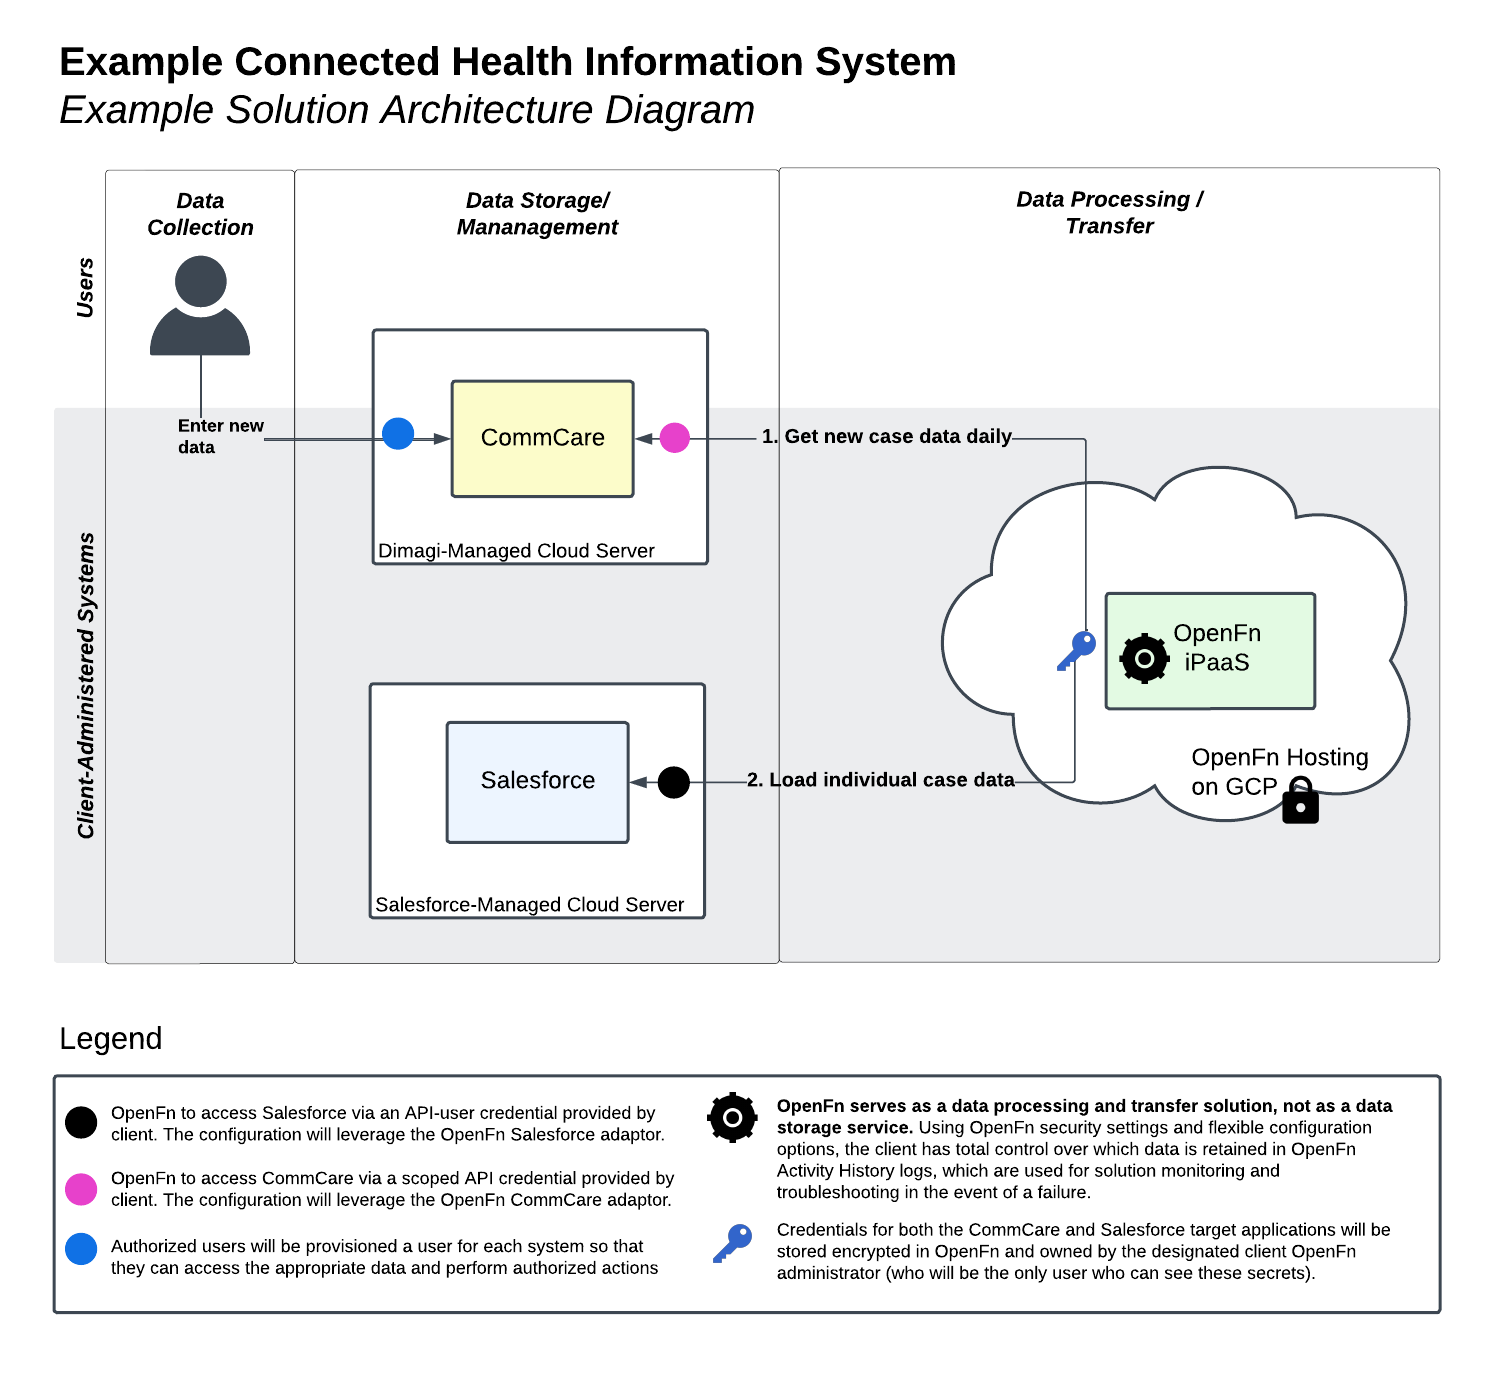 Example Connected Health Information System
Example Solution Architecture Diagram
Data
Collection
Data Storage/
Mananagement
Data Processing /
Transfer
Users
Enter new
data
CommCare
1. Get new case data daily
Dimagi-Managed Cloud Server
Client-Administered Systems
OpenFn
iPaaS
Salesforce
2. Load individual case data
OpenFn Hosting
on GCP
Salesforce-Managed Cloud Server
Legend
OpenFn to access Salesforce via an API-user credential provided by
client. The configuration will leverage the OpenFn Salesforce adaptor.
OpenFn to access CommCare via a scoped API credential provided by
client. The configuration will leverage the OpenFn CommCare adaptor.
Authorized users will be provisioned a user for each system so that
they can access the appropriate data and perform authorized actions
OpenFn serves as a data processing and transfer solution, not as a data
storage service. Using OpenFn security settings and flexible configuration
options, the client has total control over which data is retained in OpenFn
Activity History logs, which are used for solution monitoring and
troubleshooting in the event of a failure.
Credentials for both the CommCare and Salesforce target applications will be
stored encrypted in OpenFn and owned by the designated client OpenFn
administrator (who will be the only user who can see these secrets).